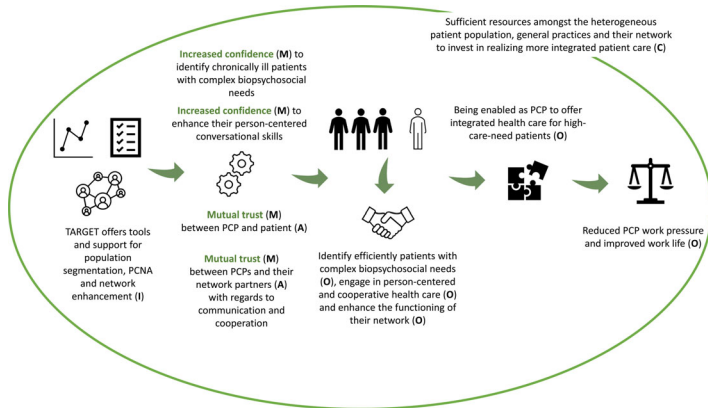 Sufficient resources amongst the heterogeneous
patient population, general practices and their network
to invest in realizing more integrated patient care (C)
Increased confidence (M) to
identify chronically ill patients
with complex biopsychosocial
needs
Increased confidence (M) to
enhance their person-centered
conversational skills
Being enabled as PCP to offer
integrated health care for high-
care-need patients (O)
TARGET offers tools
and support for
population
segmentation, PCNA
and network
enhancement (I)
Mutual trust (M)
between PCP and patient (A)
Mutual trust (M)
between PCPs and their
network partners (A)
with regards to
communication and
cooperation
Identify efficiently patients with
complex biopsychosocial needs
(O), engage in person-centered
and cooperative health care (O)
and enhance the functioning of
their network (O)
Reduced PCP work pressure
and improved work life (O)